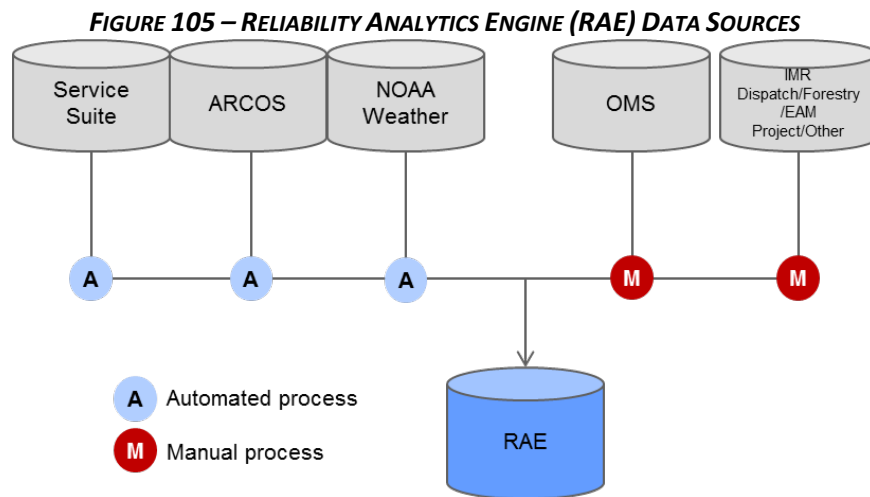 FIGURE 105 – RELIABILITY ANALYTICS ENGINE (RAE) DATA SOURCES
Service
Suite
ARCOS
NOAA
Weather
OMS
IMR
Dispatch/Forestry
/EAM
Project/Other
A
A
A
M
M
A
Automated process
M
Manual process
RAE